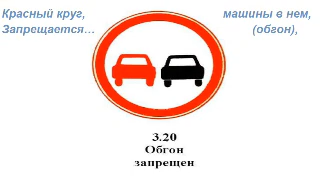 Красный круг, машины в нем,
Запрещается… (обгон),
3.20
Обгон
запрещен